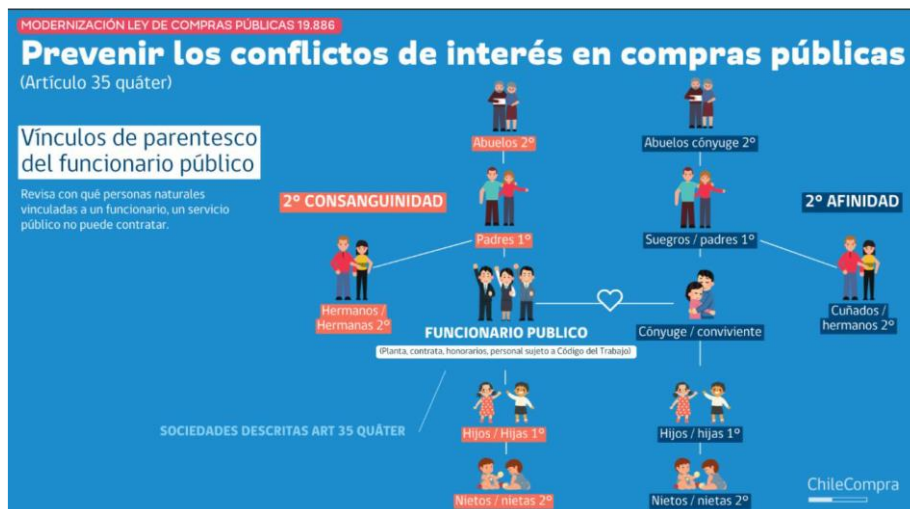 MODERNIZACIÓN LEY DE COMPRAS PÚBLICAS 19.886
Prevenir los conflictos de interés en compras públicas
(Artículo 35 quáter)
Vínculos de parentesco
del funcionario público
Revisa con qué personas naturales
vinculadas a un funcionario, un servicio
público no puede contratar.
Abuelos 2º
Abuelos cónyuge 2º
2º CONSANGUINIDAD
2º AFINIDAD
Padres 1º
Suegros / padres 1º
Hermanos /
Hermanas 2º
Cuñados /
hermanos 2º
FUNCIONARIO PUBLICO
(Planta, contrata, honorarios, personal sujeto a Código del Trabajo)
Cónyuge / conviviente
SOCIEDADES DESCRITAS ART 35 QUÁTER
Hijos / Hijas 1º
Hijos / hijas 1º
Nietos / nietas 2º
Nietos / nietas 2º
ChileCompra